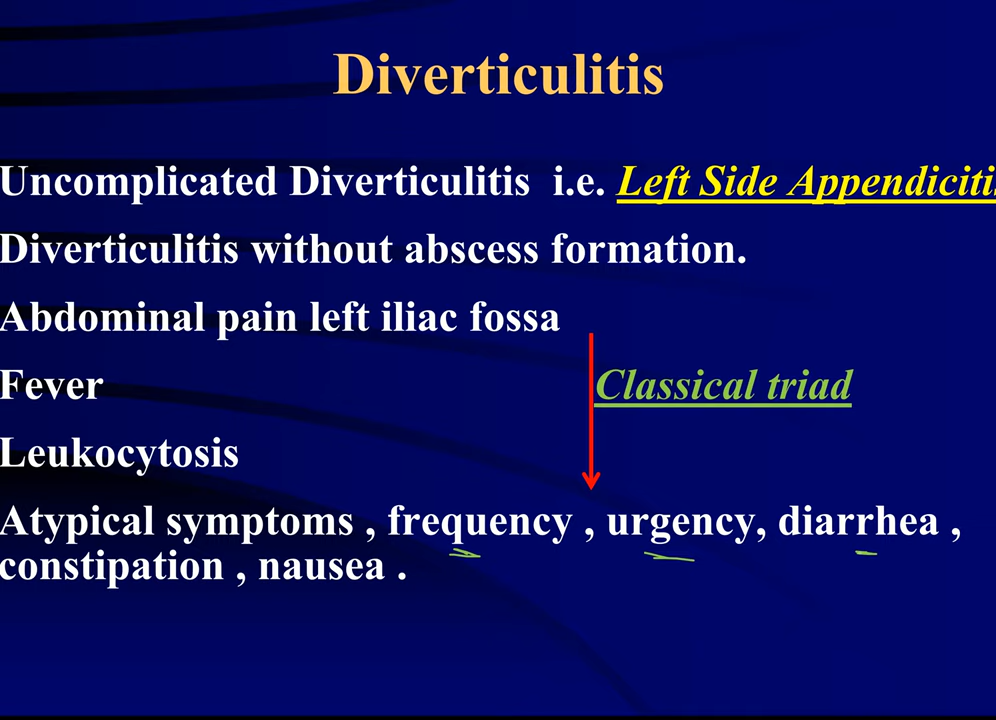 Diverticulitis
Uncomplicated Diverticulitis i.e. Left Side Appendicitis
Diverticulitis without abscess formation.
Abdominal pain left iliac fossa
Fever Classical triad
Leukocytosis
Atypical symptoms , frequency , urgency, diarrhea ,
constipation , nausea .